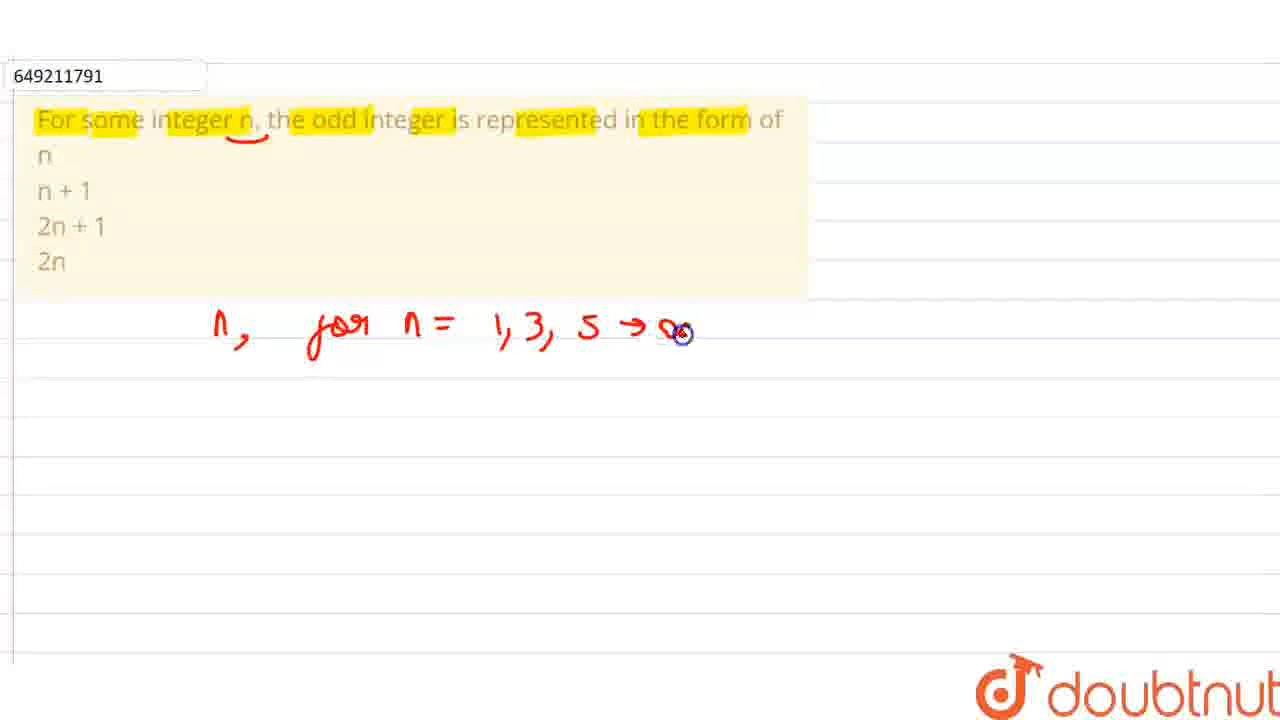 649211791
For some integer n, the odd integer is represented in the form of
n
n + 1
2n + 1
2n
n, for n = 1, 3, 5 → ∞
doubtnut